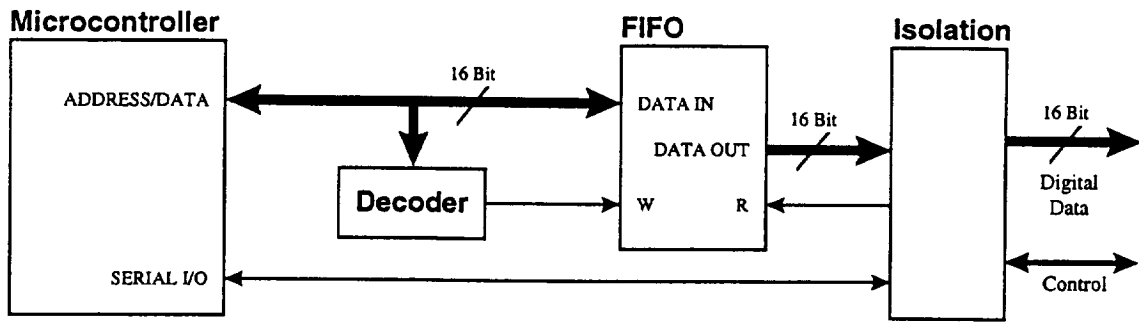 Microcontroller
FIFO
Isolation
ADDRESS/DATA
16 Bit
DATA IN
16 Bit
16 Bit
DATA OUT
Digital
Data
Decoder
W
R
SERIAL I/O
Control